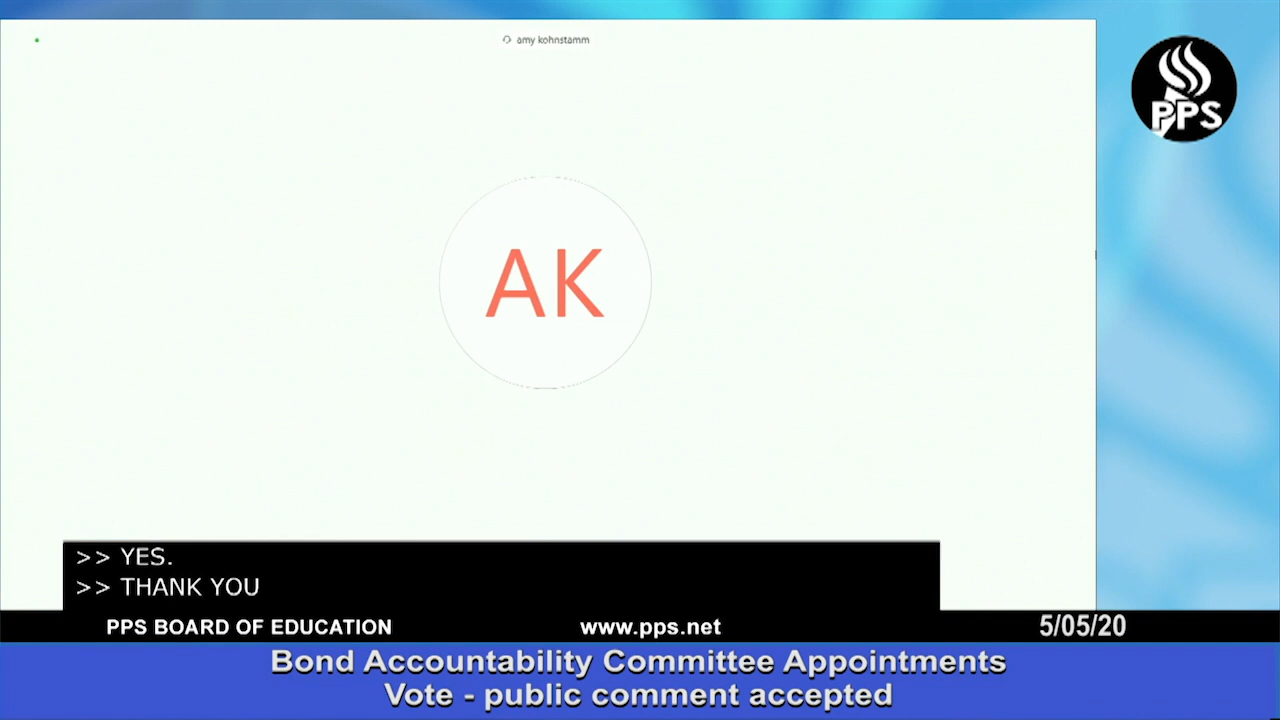 amy kohnstamm
PPS
AK
>> YES.
>> THANK YOU
PPS BOARD OF EDUCATION www.pps.net 5/05/20
Bond Accountability Committee Appointments
Vote - public comment accepted